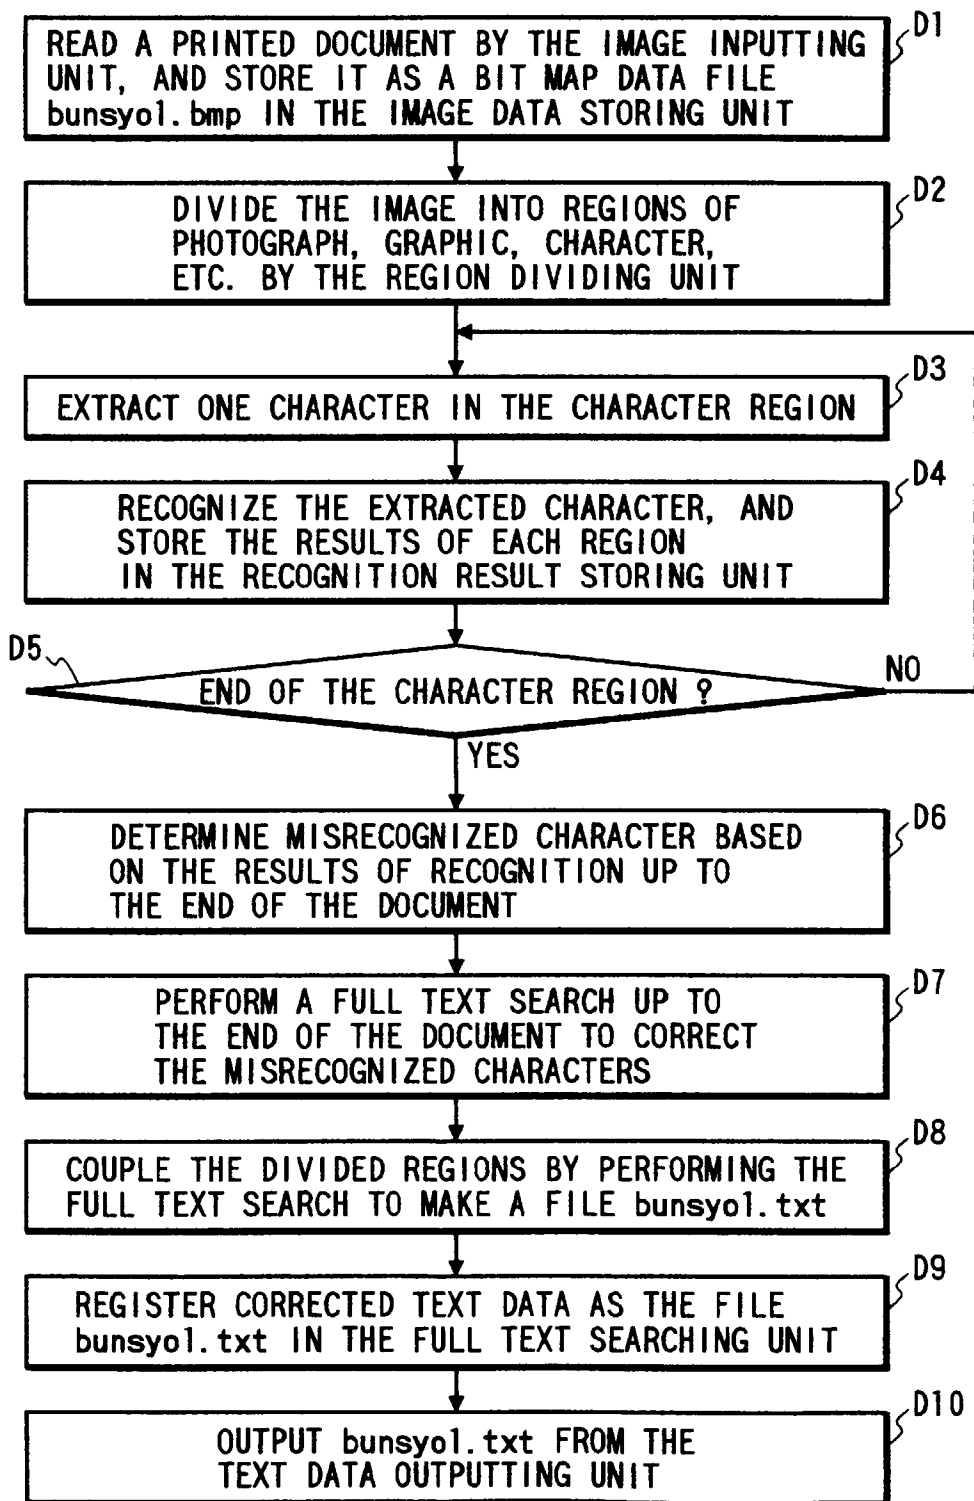 D1
READ A PRINTED DOCUMENT BY THE IMAGE INPUTTING
UNIT, AND STORE IT AS A BIT MAP DATA FILE
bunsyo1.bmp IN THE IMAGE DATA STORING UNIT
D2
DIVIDE THE IMAGE INTO REGIONS OF
PHOTOGRAPH, GRAPHIC, CHARACTER,
ETC. BY THE REGION DIVIDING UNIT
D3
EXTRACT ONE CHARACTER IN THE CHARACTER REGION
D4
RECOGNIZE THE EXTRACTED CHARACTER, AND
STORE THE RESULTS OF EACH REGION
IN THE RECOGNITION RESULT STORING UNIT
D5
END OF THE CHARACTER REGION ?
NO
YES
D6
DETERMINE MISRECOGNIZED CHARACTER BASED
ON THE RESULTS OF RECOGNITION UP TO
THE END OF THE DOCUMENT
D7
PERFORM A FULL TEXT SEARCH UP TO
THE END OF THE DOCUMENT TO CORRECT
THE MISRECOGNIZED CHARACTERS
D8
COUPLE THE DIVIDED REGIONS BY PERFORMING THE
FULL TEXT SEARCH TO MAKE A FILE bunsyo1.txt
D9
REGISTER CORRECTED TEXT DATA AS THE FILE
bunsyo1.txt IN THE FULL TEXT SEARCHING UNIT
D10
OUTPUT bunsyo1.txt FROM THE
TEXT DATA OUTPUTTING UNIT